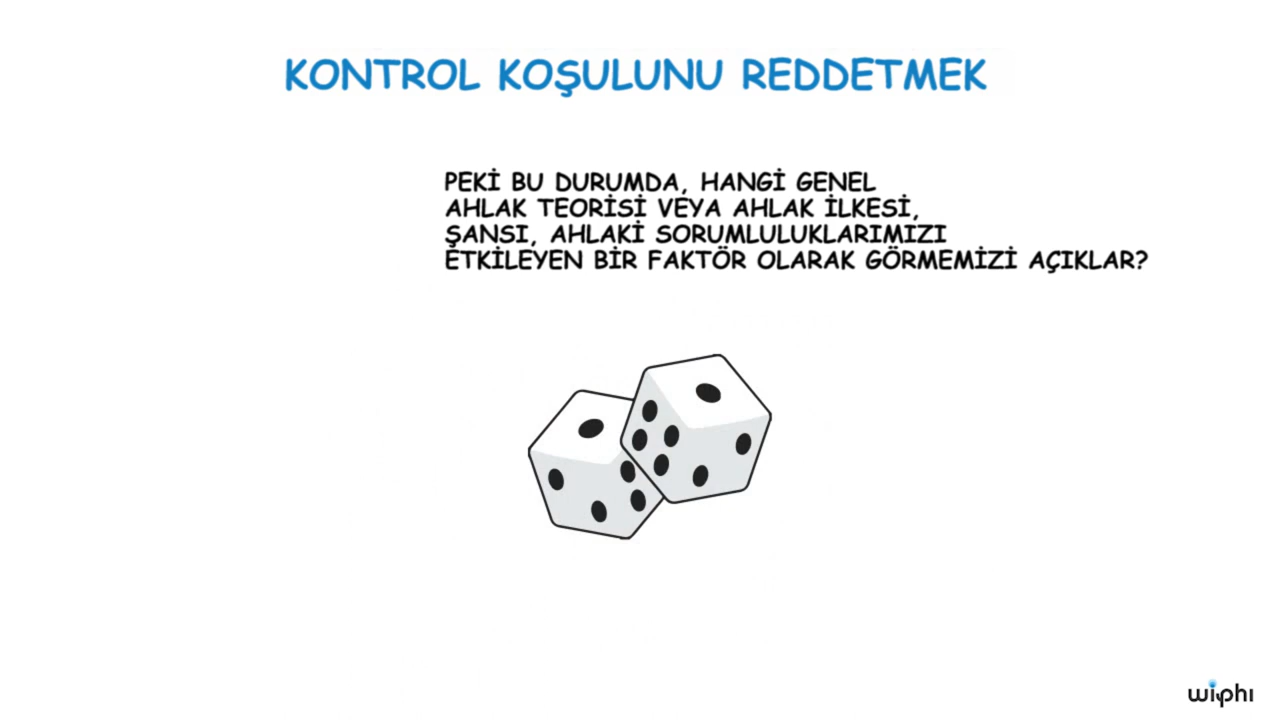 KONTROL KOŞULUNU REDDETMEK
PEKİ BU DURUMDA, HANGİ GENEL
AHLAK TEORİSİ VEYA AHLAK İLKESİ,
ŞANSI, AHLAKİ SORUMLULUKLARIMIZI
ETKİLEYEN BİR FAKTÖR OLARAK GÖRMEMİZİ AÇIKLAR?
wiphi